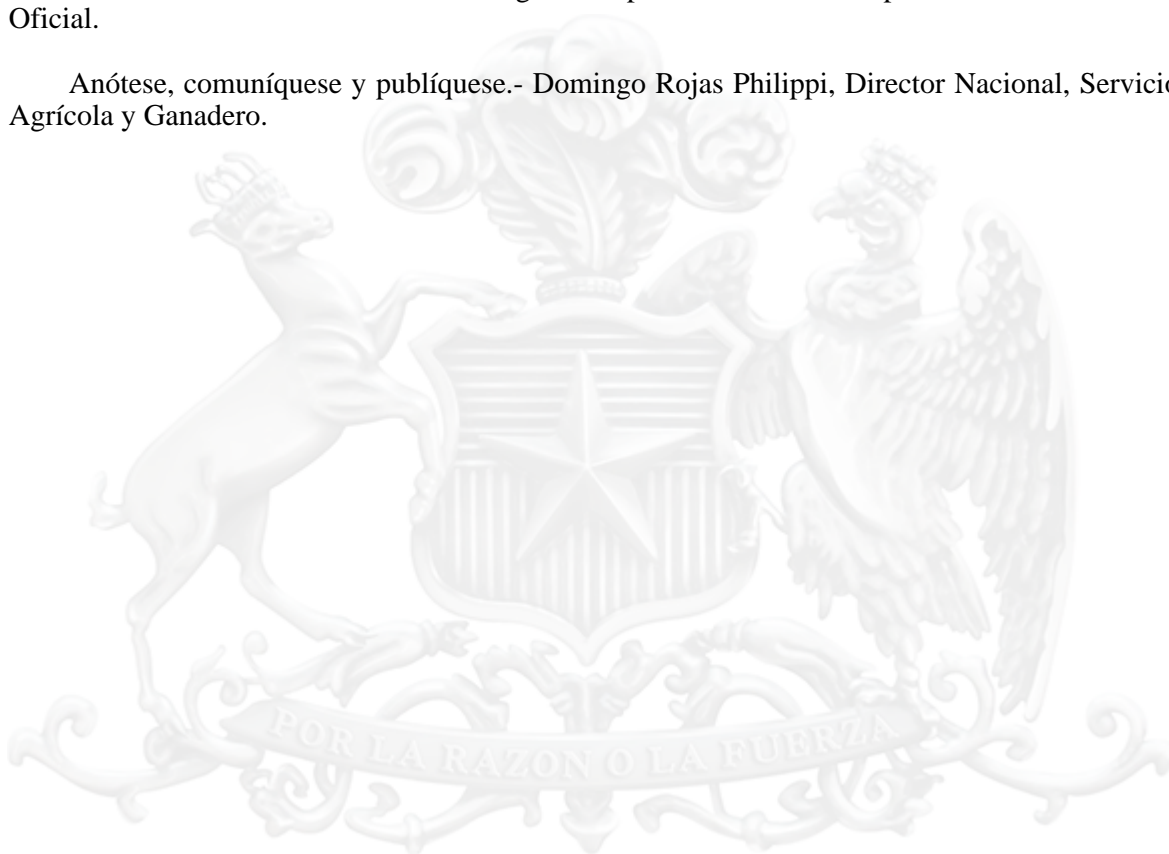 Oficial.
Anótese, comuníquese y publíquese.- Domingo Rojas Philippi, Director Nacional, Servicio
Agrícola y Ganadero.
POR LA RAZON O LA FUERZA